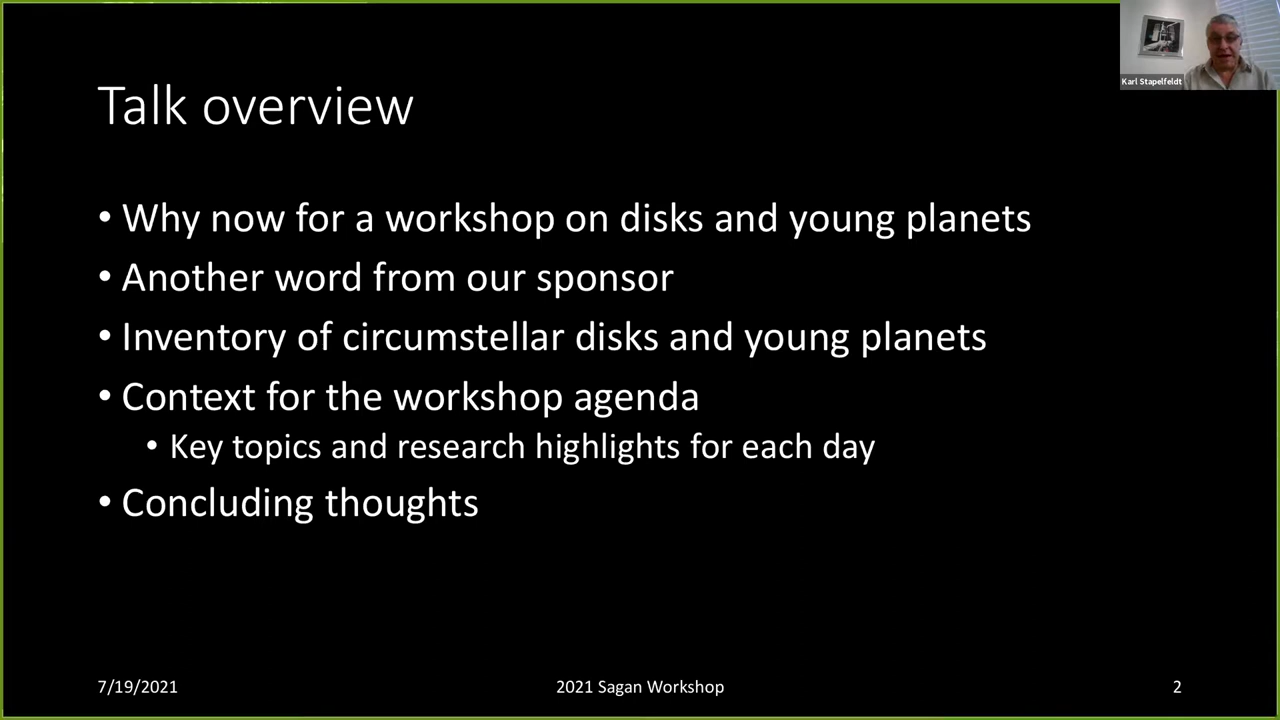 Karl Stapelfeldt
Talk overview
• Why now for a workshop on disks and young planets
• Another word from our sponsor
• Inventory of circumstellar disks and young planets
• Context for the workshop agenda
• Key topics and research highlights for each day
• Concluding thoughts
7/19/2021
2021 Sagan Workshop
2